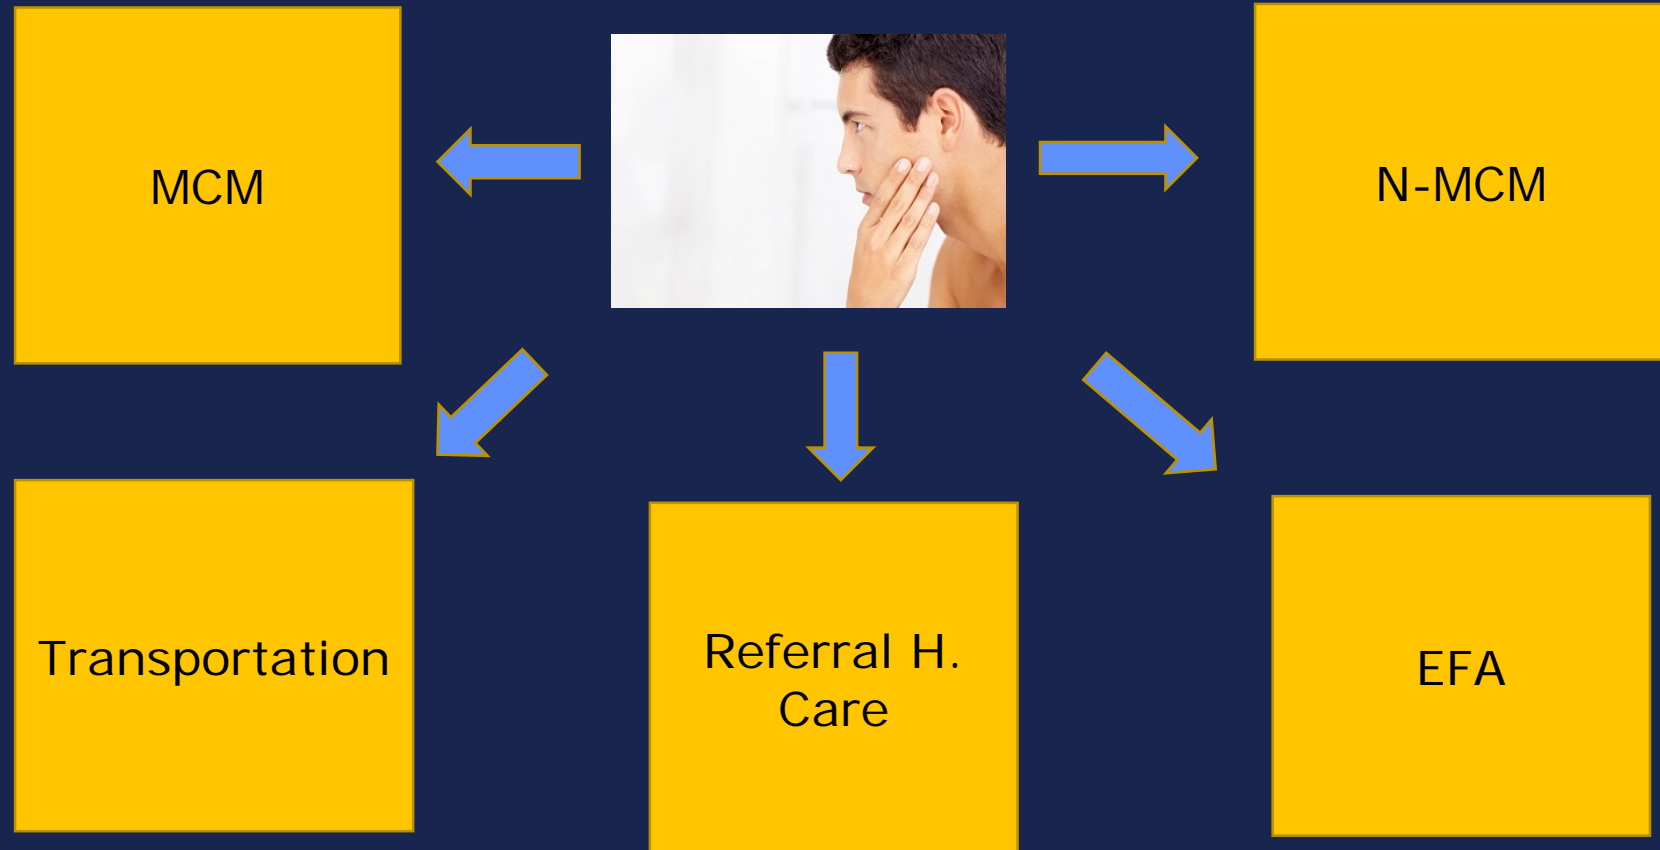 MCM
N-MCM
Transportation
Referral H.
Care
EFA